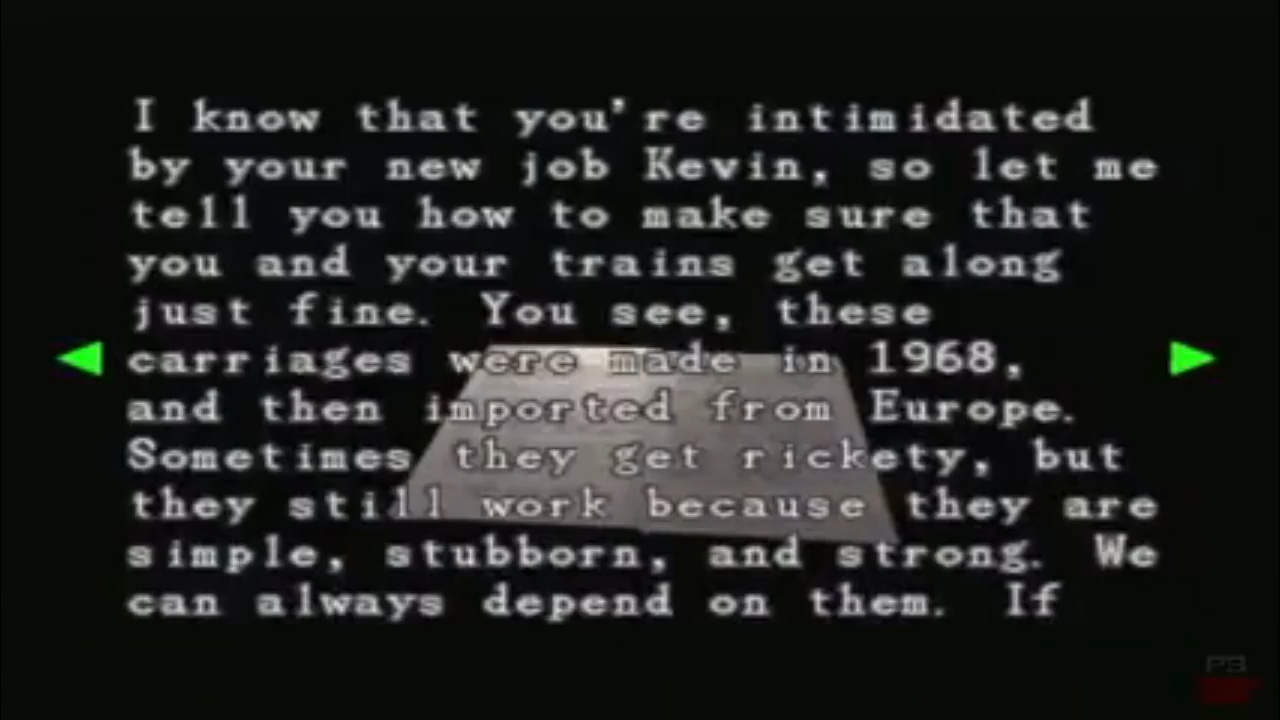 I know that you're intimidated
by your new job Kevin, so let me
tell you how to make sure that
you and your trains get along
just fine. You see, these
carriages were made in 1968,
and then imported from Europe.
Sometimes they get rickety, but
they still work because they are
simple, stubborn, and strong. We
can always depend on them. If